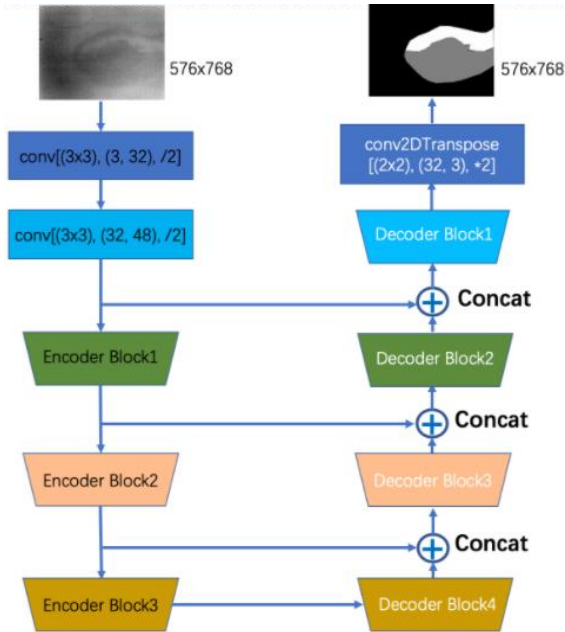 576x768
576x768
conv[(3x3), (3, 32), /2]
conv2DTranspose
[(2x2), (32, 3), *2]
conv[(3x3), (32, 48), /2]
Decoder Block1
Concat
Encoder Block1
Decoder Block2
Concat
Encoder Block2
Decoder Block3
Concat
Encoder Block3
Decoder Block4